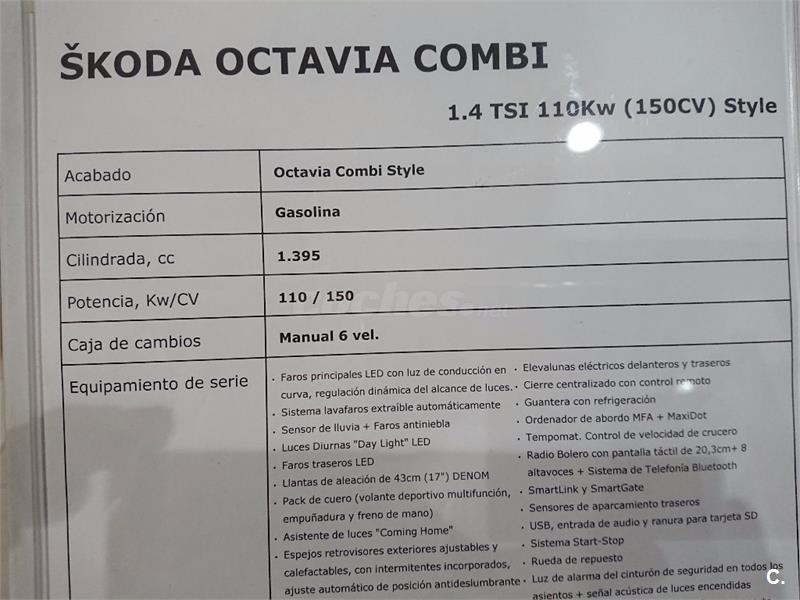 ŠKODA OCTAVIA COMBI
1.4 TSI 110Kw (150CV) Style
Acabado
Octavia Combi Style
Motorización
Gasolina
Cilindrada, cc
1.395
Potencia, Kw/CV
110 / 150
coches.net
Caja de cambios
Manual 6 vel.
Equipamiento de serie
· Faros principales LED con luz de conducción en
curva, regulación dinámica del alcance de luces.
· Sistema lavafaros extraible automáticamente
· Sensor de lluvia + Faros antiniebla
· Luces Diurnas "Day Light" LED
· Faros traseros LED
· Llantas de aleación de 43cm (17") DENOM
· Pack de cuero (volante deportivo multifunción,
empuñadura y freno de mano)
· Asistente de luces "Coming Home"
· Espejos retrovisores exteriores ajustables y
calefactables, con intermitentes incorporados,
ajuste automático de posición antideslumbrante
· Elevalunas eléctricos delanteros y traseros
· Cierre centralizado con control remoto
· Guantera con refrigeración
· Ordenador de abordo MFA + MaxiDot
· Tempomat. Control de velocidad de crucero
· Radio Bolero con pantalla táctil de 20,3cm+ 8
altavoces + Sistema de Telefonía Bluetooth
· SmartLink y SmartGate
· Sensores de aparcamiento traseros
· USB, entrada de audio y ranura para tarjeta SD
· Sistema Start-Stop
· Rueda de repuesto
· Luz de alarma del cinturón de seguridad en todos los
asientos + señal acústica de luces encendidas
C.